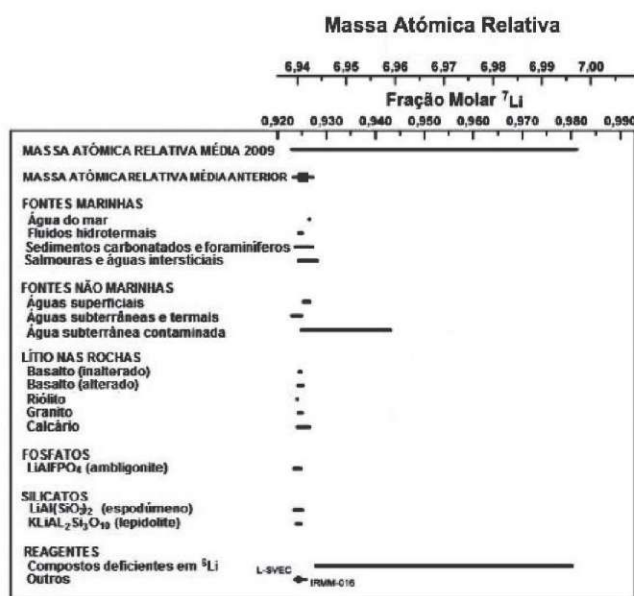 Massa Atómica Relativa
6,94 6,95 6,96 6,97 6,98 6,99 7,00
Fração Molar ⁷Li
0,920 0,930 0,940 0,950 0,960 0,970 0,980 0,990
MASSA ATÓMICA RELATIVA MÉDIA 2009
MASSA ATÓMICA RELATIVA MÉDIA ANTERIOR
FONTES MARINHAS
Água do mar
Fluidos hidrotermais
Sedimentos carbonatados e foraminíferos
Salmouras e águas intersticiais
FONTES NÃO MARINHAS
Águas superficiais
Águas subterrâneas e termais
Água subterrânea contaminada
LÍTIO NAS ROCHAS
Basalto (inalterado)
Basalto (alterado)
Riólito
Granito
Calcário
FOSFATOS
LiAlFPO₄ (ambligonite)
SILICATOS
LiAl(SiO₃)₂ (espodúmeno)
KLiAL₂Si₃O₁₀ (lepidolite)
REAGENTES
Compostos deficientes em ⁶Li
L-SVEC
Outros
IRMM-016